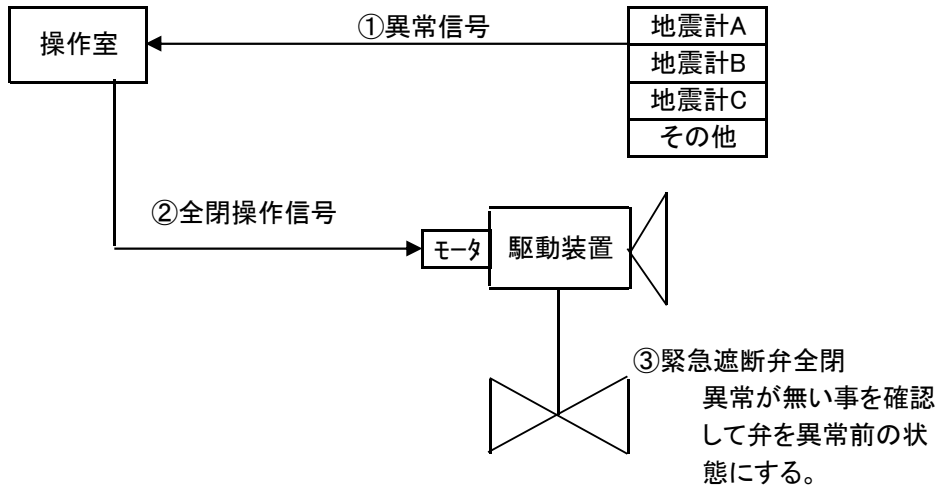 ①異常信号
操作室
地震計A
地震計B
地震計C
その他
②全閉操作信号
モータ
駆動装置
③緊急遮断弁全閉
異常が無い事を確認
して弁を異常前の状
態にする。